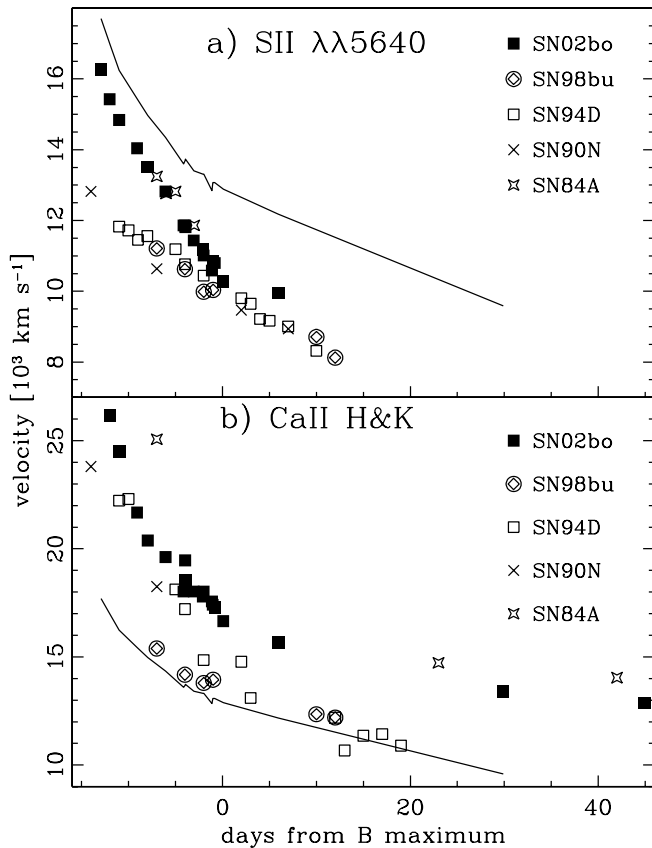 a) SII λλ5640
SN02bo
SN98bu
SN94D
SN90N
SN84A
16
14
12
10
8
velocity [10³ km s⁻¹]
b) CaII H&K
SN02bo
SN98bu
SN94D
SN90N
SN84A
25
20
15
10
0
20
40
days from B maximum